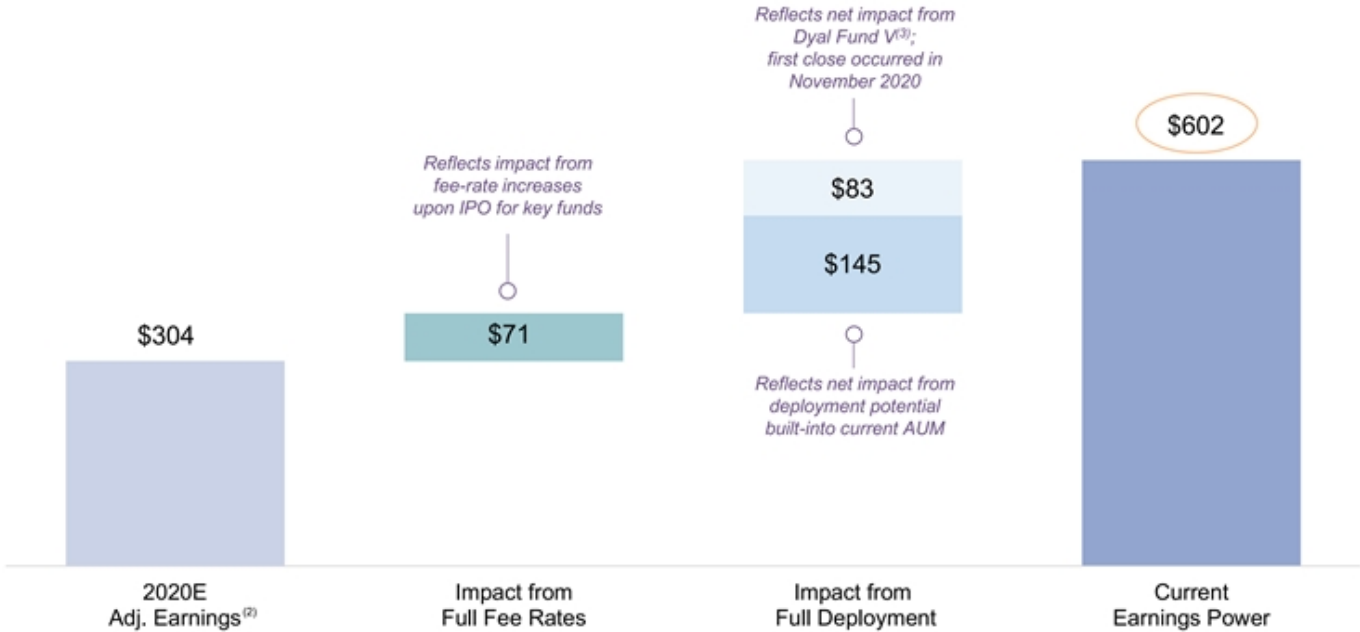 Reflects net impact from
Dyal Fund V(3);
first close occurred in
November 2020
$602
Reflects impact from
fee-rate increases
upon IPO for key funds
$83
$145
$304
$71
Reflects net impact from
deployment potential
built-into current AUM
2020E
Adj. Earnings(2)
Impact from
Full Fee Rates
Impact from
Full Deployment
Current
Earnings Power